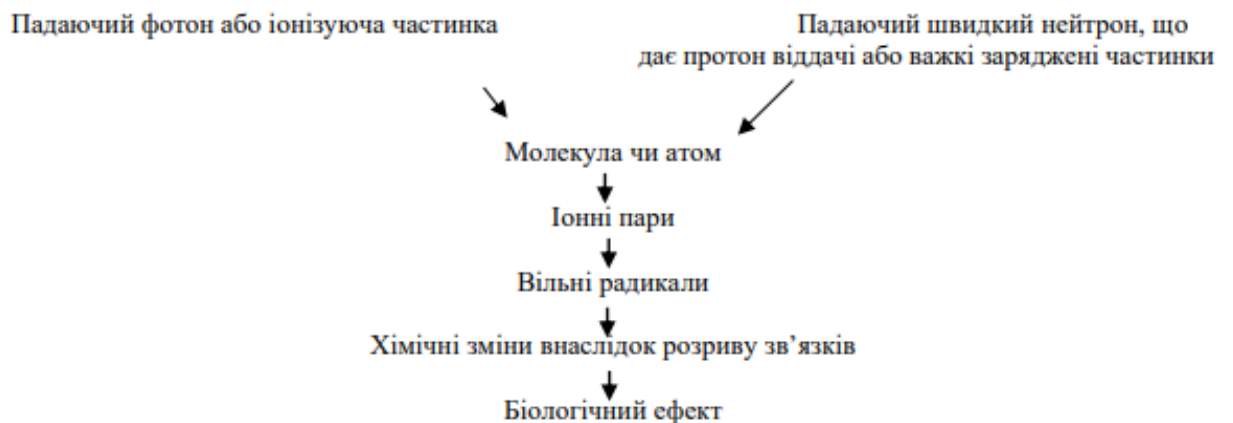 Падаючий фотон або іонізуюча частинка
Падаючий швидкий нейтрон, що
дає протон віддачі або важкі заряджені частинки
Молекула чи атом
Іонні пари
Вільні радикали
Хімічні зміни внаслідок розриву зв’язків
Біологічний ефект